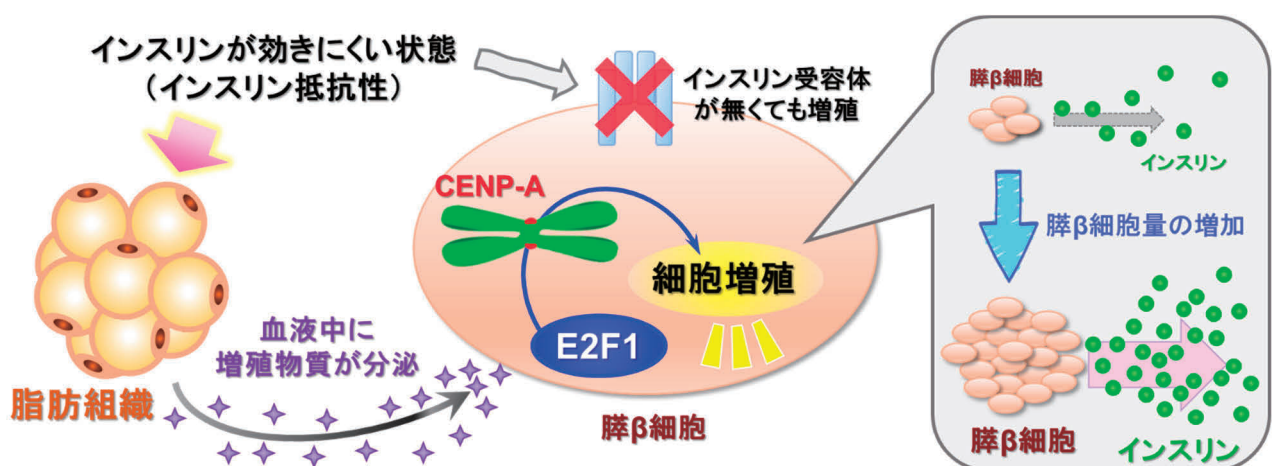 インスリンが効きにくい状態
（インスリン抵抗性）
インスリン受容体
が無くても増殖
CENP-A
細胞増殖
E2F1
血液中に
増殖物質が分泌
脂肪組織
膵β細胞
膵β細胞
インスリン
膵β細胞量の増加
膵β細胞
インスリン